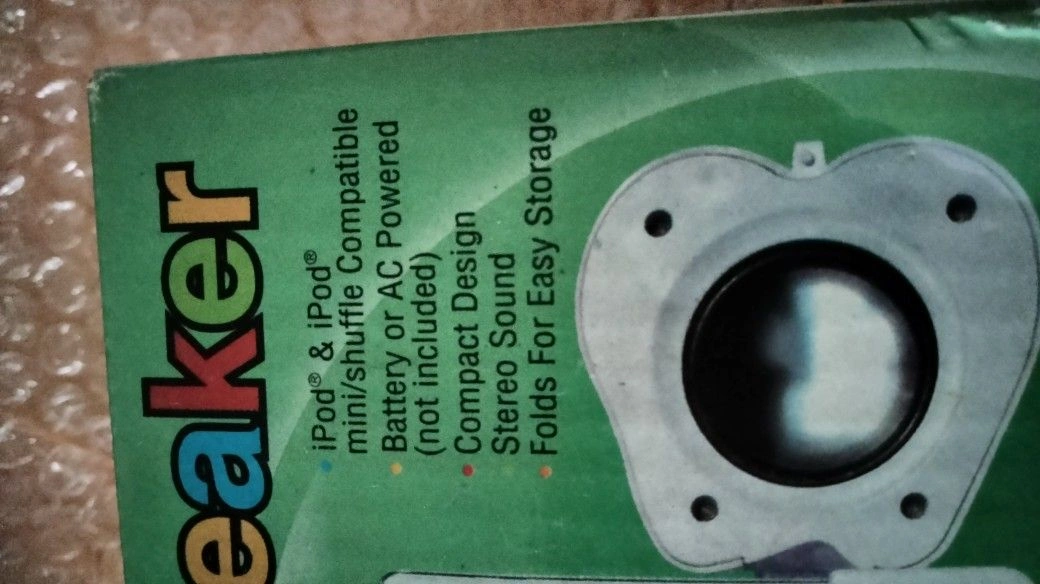 eaker
• iPod® & iPod®
mini/shuffle Compatible
• Battery or AC Powered
(not included)
• Compact Design
• Stereo Sound
• Folds For Easy Storage